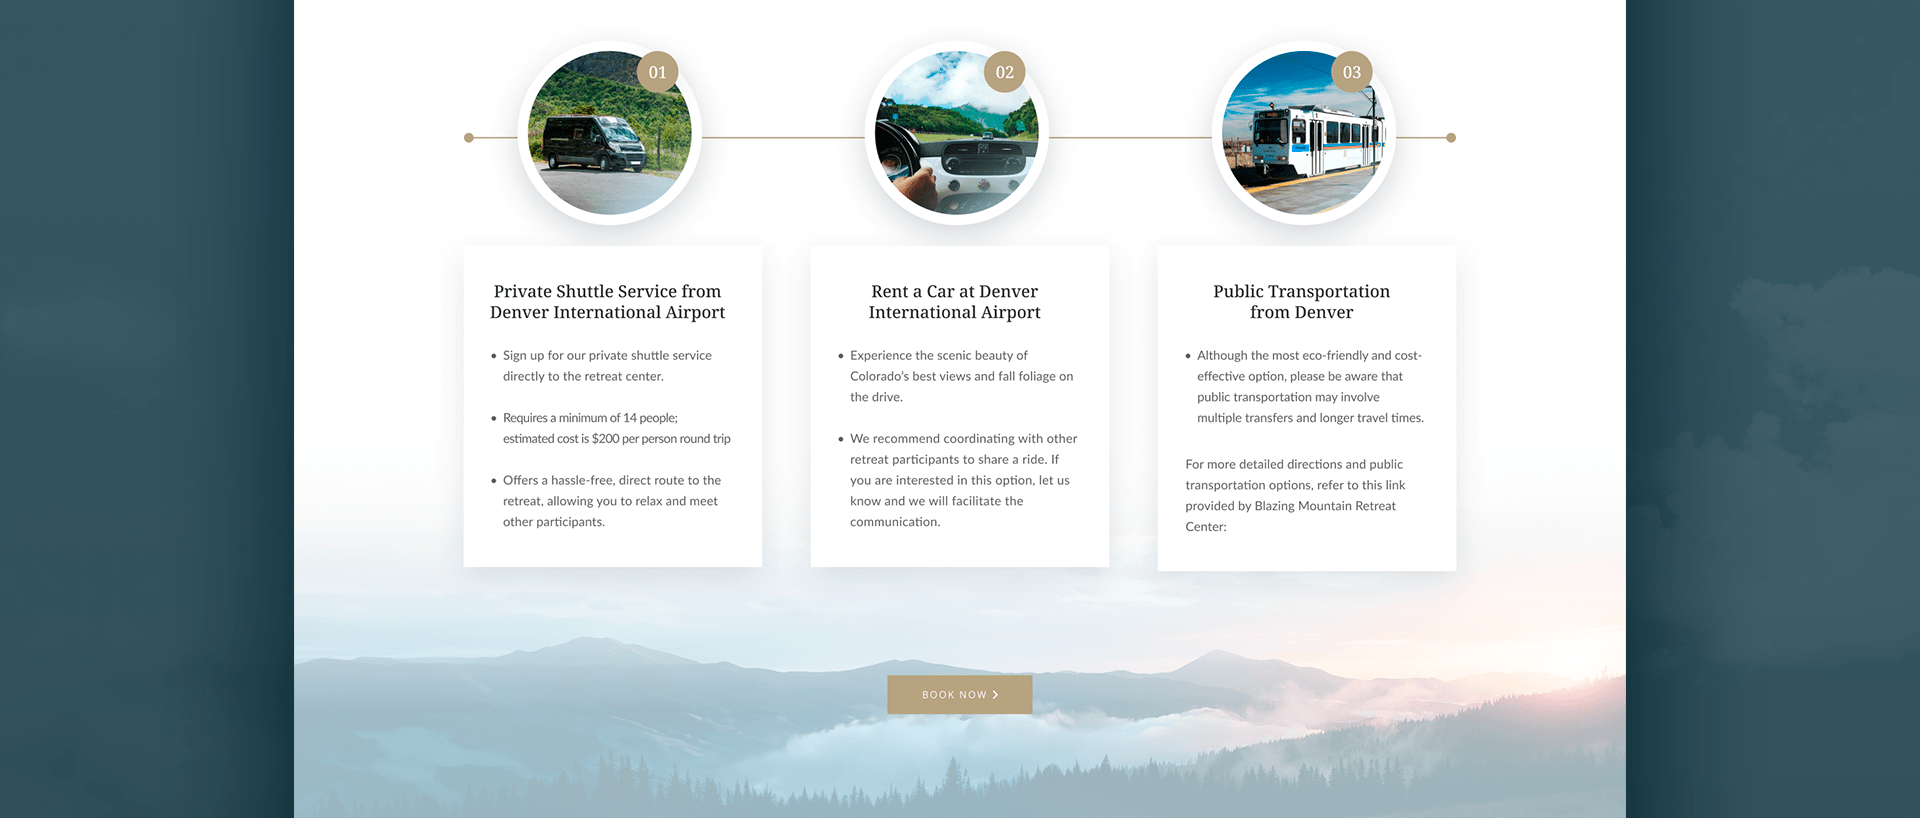 01
02
03
Private Shuttle Service from
Denver International Airport
Sign up for our private shuttle service
directly to the retreat center.
Requires a minimum of 14 people;
estimated cost is $200 per person round trip
Offers a hassle-free, direct route to the
retreat, allowing you to relax and meet
other participants.
Rent a Car at Denver
International Airport
Experience the scenic beauty of
Colorado’s best views and fall foliage on
the drive.
We recommend coordinating with other
retreat participants to share a ride. If
you are interested in this option, let us
know and we will facilitate the
communication.
Public Transportation
from Denver
Although the most eco-friendly and cost-
effective option, please be aware that
public transportation may involve
multiple transfers and longer travel times.
For more detailed directions and public
transportation options, refer to this link
provided by Blazing Mountain Retreat
Center:
BOOK NOW